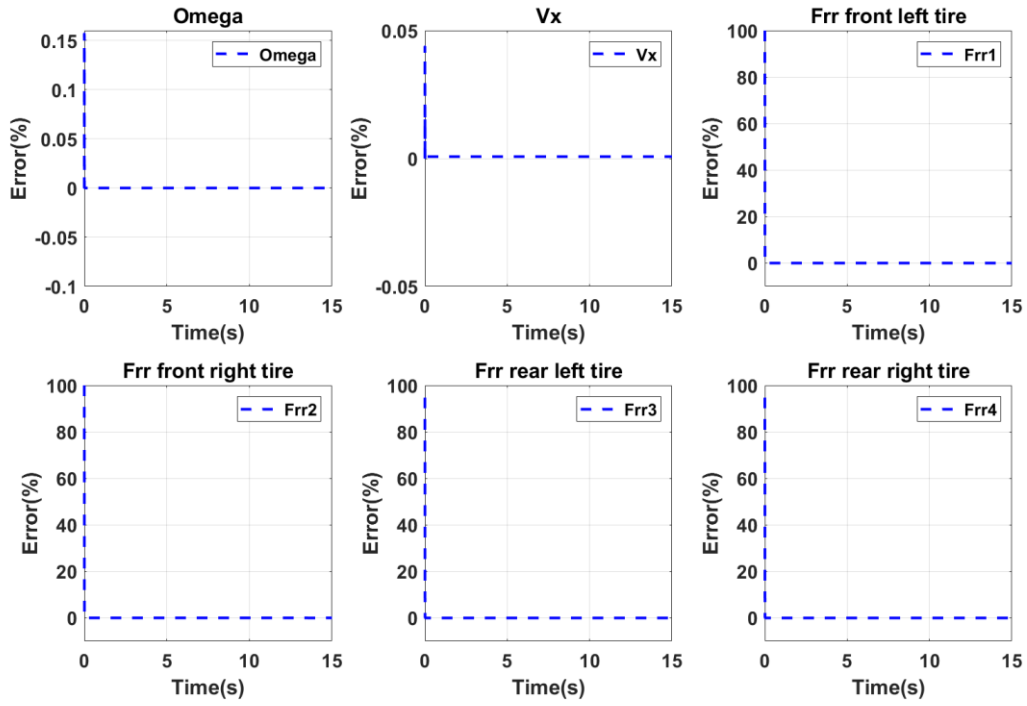 Omega
Omega
0.15
0.1
0.05
0
-0.05
-0.1
Error(%)
0
5
10
15
Time(s)
Vx
Vx
0.05
0
-0.05
Error(%)
0
5
10
15
Time(s)
Frr front left tire
Frr1
100
80
60
40
20
0
Error(%)
0
5
10
15
Time(s)
Frr front right tire
Frr2
100
80
60
40
20
0
Error(%)
0
5
10
15
Time(s)
Frr rear left tire
Frr3
100
80
60
40
20
0
Error(%)
0
5
10
15
Time(s)
Frr rear right tire
Frr4
100
80
60
40
20
0
Error(%)
0
5
10
15
Time(s)